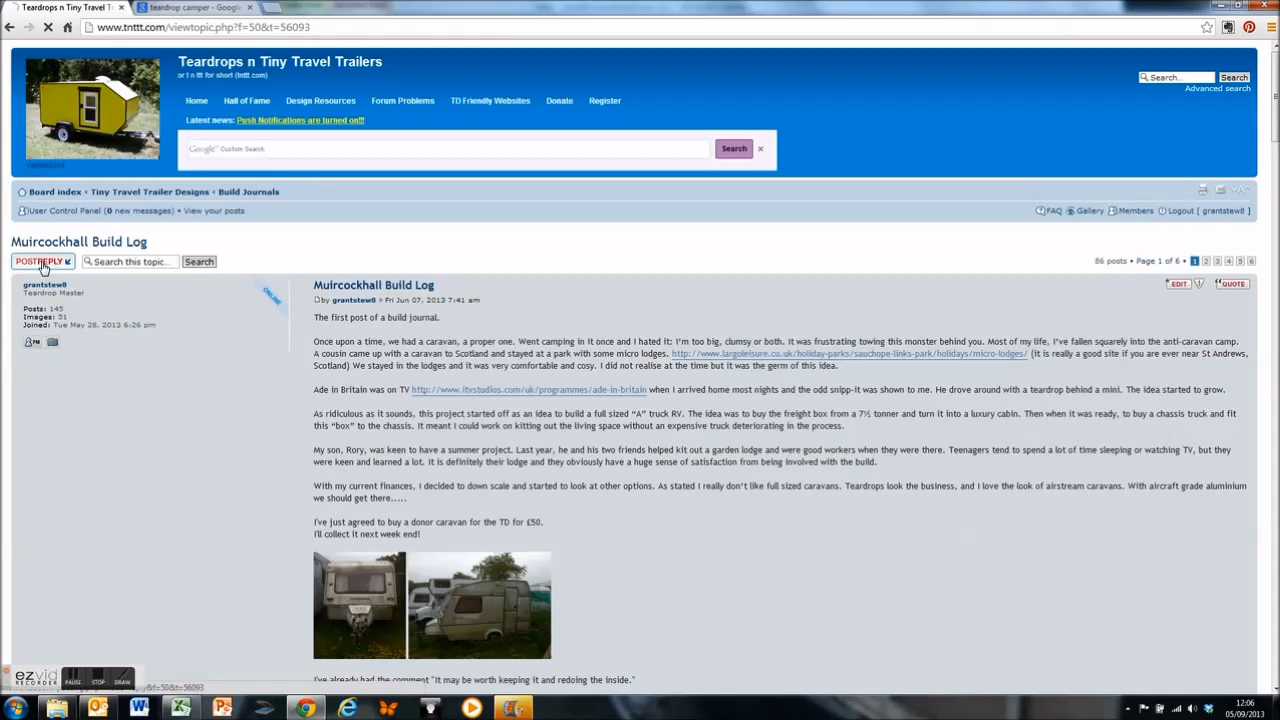 Teardrops n Tiny Travel Traile
teardrop camper - Google
www.tnttt.com/viewtopic.php?f=50&t=56093
Teardrops n Tiny Travel Trailers
or t n ttt for short (tnttt.com)
Search...
Search
Advanced search
Home
Hall of Fame
Design Resources
Forum Problems
TD Friendly Websites
Donate
Register
Latest news: Push Notifications are turned on!!!
Google™ Custom Search
Search
×
Board index ‹ Tiny Travel Trailer Designs ‹ Build Journals
User Control Panel (0 new messages) • View your posts
FAQ Gallery Members Logout [ grantstew8 ]
Muircockhall Build Log
POSTREPLY
Search this topic...
Search
86 posts • Page 1 of 6 • 1 2 3 4 5 6
grantstew8
Teardrop Master
Posts: 145
Images: 51
Joined: Tue May 28, 2013 6:26 pm
PM
ONLINE
Muircockhall Build Log
EDIT
!
QUOTE
by grantstew8 » Fri Jun 07, 2013 7:41 am
The first post of a build journal.
Once upon a time, we had a caravan, a proper one. Went camping in it once and I hated it: I'm too big, clumsy or both. It was frustrating towing this monster behind you. Most of my life, I've fallen squarely into the anti-caravan camp.
A cousin came up with a caravan to Scotland and stayed at a park with some micro lodges. http://www.largoleisure.co.uk/holiday-parks/sauchope-links-park/holidays/micro-lodges/ (it is really a good site if you are ever near St Andrews,
Scotland) We stayed in the lodges and it was very comfortable and cosy. I did not realise at the time but it was the germ of this idea.
Ade in Britain was on TV http://www.itvstudios.com/uk/programmes/ade-in-britain when I arrived home most nights and the odd snipp-it was shown to me. He drove around with a teardrop behind a mini. The idea started to grow.
As ridiculous as it sounds, this project started off as an idea to build a full sized “A” truck RV. The idea was to buy the freight box from a 7½ tonner and turn it into a luxury cabin. Then when it was ready, to buy a chassis truck and fit
this “box” to the chassis. It meant I could work on kitting out the living space without an expensive truck deteriorating in the process.
My son, Rory, was keen to have a summer project. Last year, he and his two friends helped kit out a garden lodge and were good workers when they were there. Teenagers tend to spend a lot of time sleeping or watching TV, but they
were keen and learned a lot. It is definitely their lodge and they obviously have a huge sense of satisfaction from being involved with the build.
With my current finances, I decided to down scale and started to look at other options. As stated I really don't like full sized caravans. Teardrops look the business, and I love the look of airstream caravans. With aircraft grade aluminium
we should get there.....
I've just agreed to buy a donor caravan for the TD for £50.
I'll collect it next week end!
I've already had the comment "It may be worth keeping it and redoing the inside."
ezvid
RECORDER
PAUSE
STOP
DRAW
&f=50&t=56093
12:06
05/09/2013